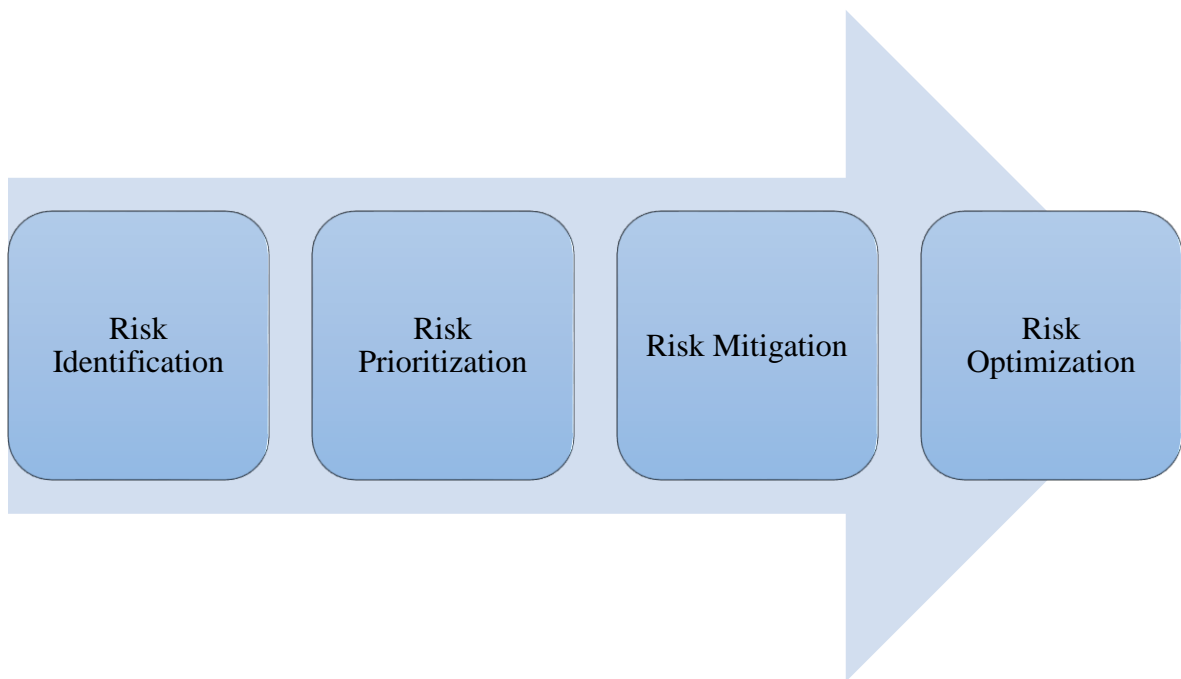 Risk
Identification
Risk
Prioritization
Risk Mitigation
Risk
Optimization